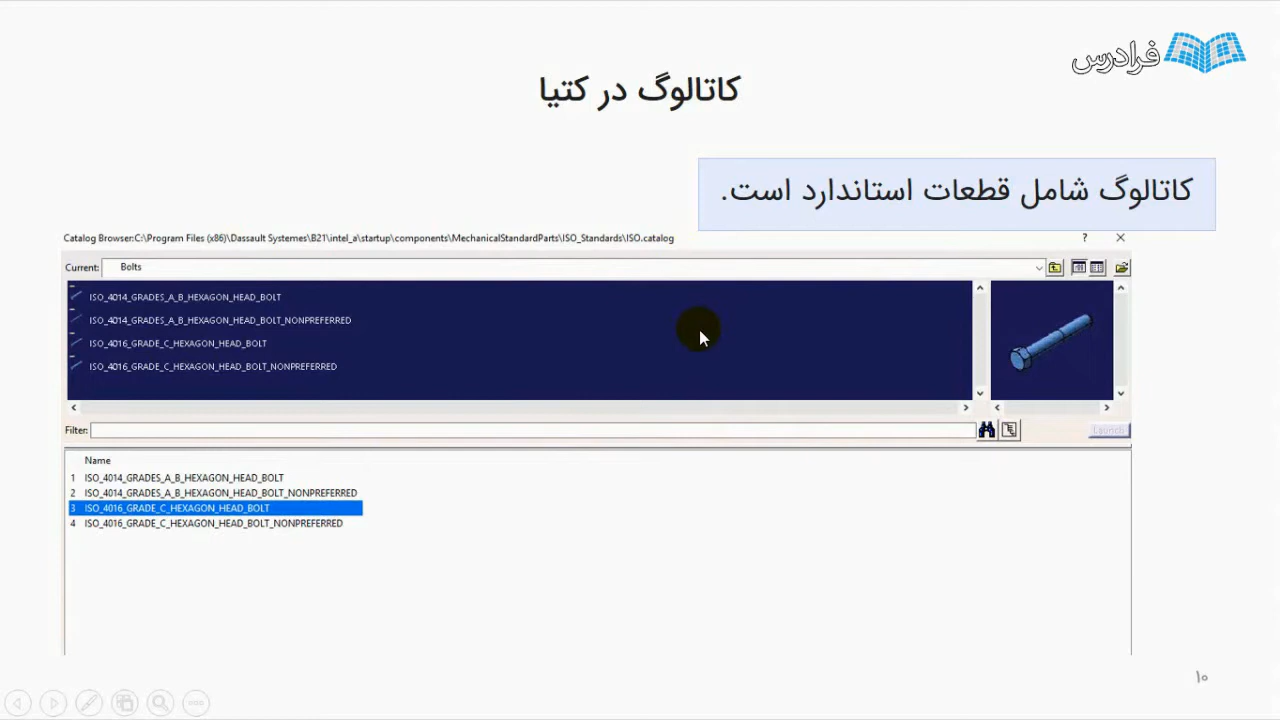 فرادرس
کاتالوگ در کتیا
کاتالوگ شامل قطعات استاندارد است.
Catalog Browser:C:\Program Files (x86)\Dassault Systemes\B21\intel_a\startup\components\MechanicalStandardParts\ISO_Standards\ISO.catalog
Current: Bolts
ISO_4014_GRADES_A_B_HEXAGON_HEAD_BOLT
ISO_4014_GRADES_A_B_HEXAGON_HEAD_BOLT_NONPREFERRED
ISO_4016_GRADE_C_HEXAGON_HEAD_BOLT
ISO_4016_GRADE_C_HEXAGON_HEAD_BOLT_NONPREFERRED
Filter:
Launch
Name
1 ISO_4014_GRADES_A_B_HEXAGON_HEAD_BOLT
2 ISO_4014_GRADES_A_B_HEXAGON_HEAD_BOLT_NONPREFERRED
3 ISO_4016_GRADE_C_HEXAGON_HEAD_BOLT
4 ISO_4016_GRADE_C_HEXAGON_HEAD_BOLT_NONPREFERRED
۱۰